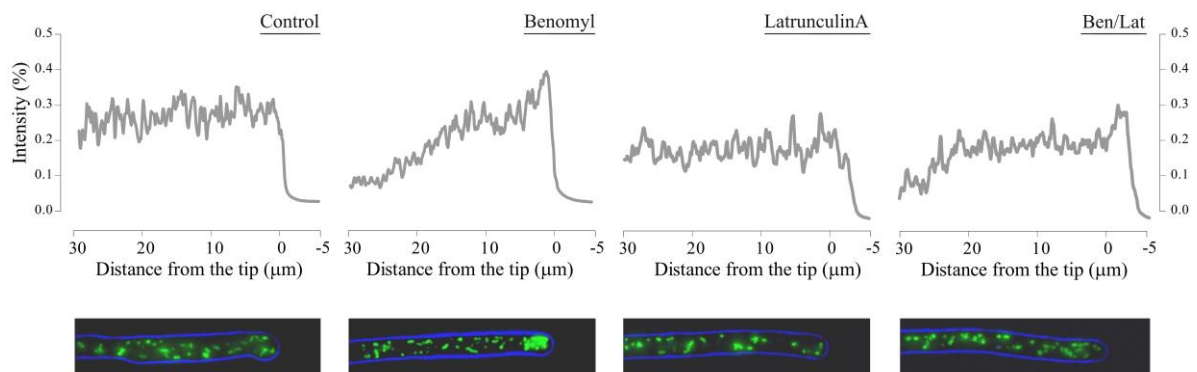 Control
Benomyl
LatrunculinA
Ben/Lat
Intensity (%)
0.5
0.4
0.3
0.2
0.1
0.0
0.5
0.4
0.3
0.2
0.1
0.0
30 20 10 0 -5
30 20 10 0 -5
30 20 10 0 -5
30 20 10 0 -5
Distance from the tip (μm)
Distance from the tip (μm)
Distance from the tip (μm)
Distance from the tip (μm)